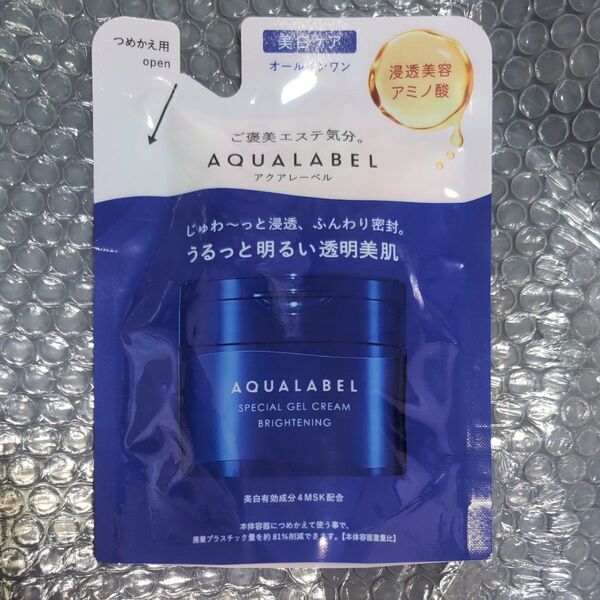 つめかえ用
open
美白ケア
オールインワン
浸透美容
アミノ酸
ご褒美エステ気分。
AQUALABEL
アクアレーベル
じゅわ〜っと浸透、ふんわり密封。
うるっと明るい透明美肌
AQUALABEL
SPECIAL GEL CREAM
BRIGHTENING
美白有効成分4MSK配合
本体容器につめかえて使う事で、
廃棄プラスチック量を約81%削減できます。【本体容器重量比】